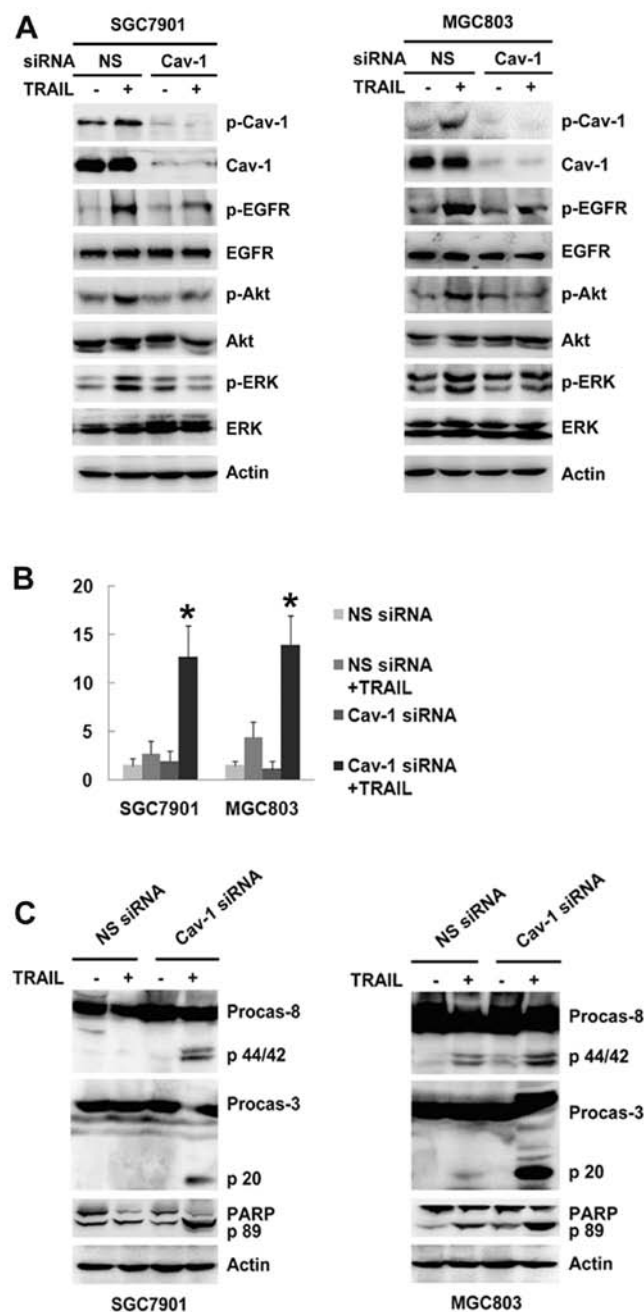 A
SGC7901
siRNA NS Cav-1
TRAIL - + - +
p-Cav-1
Cav-1
p-EGFR
EGFR
p-Akt
Akt
p-ERK
ERK
Actin
MGC803
NS Cav-1
- + - +
p-Cav-1
Cav-1
p-EGFR
EGFR
p-Akt
Akt
p-ERK
ERK
Actin
B
20
15
10
5
0
* *
SGC7901 MGC803
NS siRNA
NS siRNA
+TRAIL
Cav-1 siRNA
Cav-1 siRNA
+TRAIL
C
NS siRNA Cav-1 siRNA
TRAIL - + - +
Procas-8
p 44/42
Procas-3
p 20
PARP
p 89
Actin
SGC7901
NS siRNA Cav-1 siRNA
TRAIL - + - +
Procas-8
p 44/42
Procas-3
p 20
PARP
p 89
Actin
MGC803